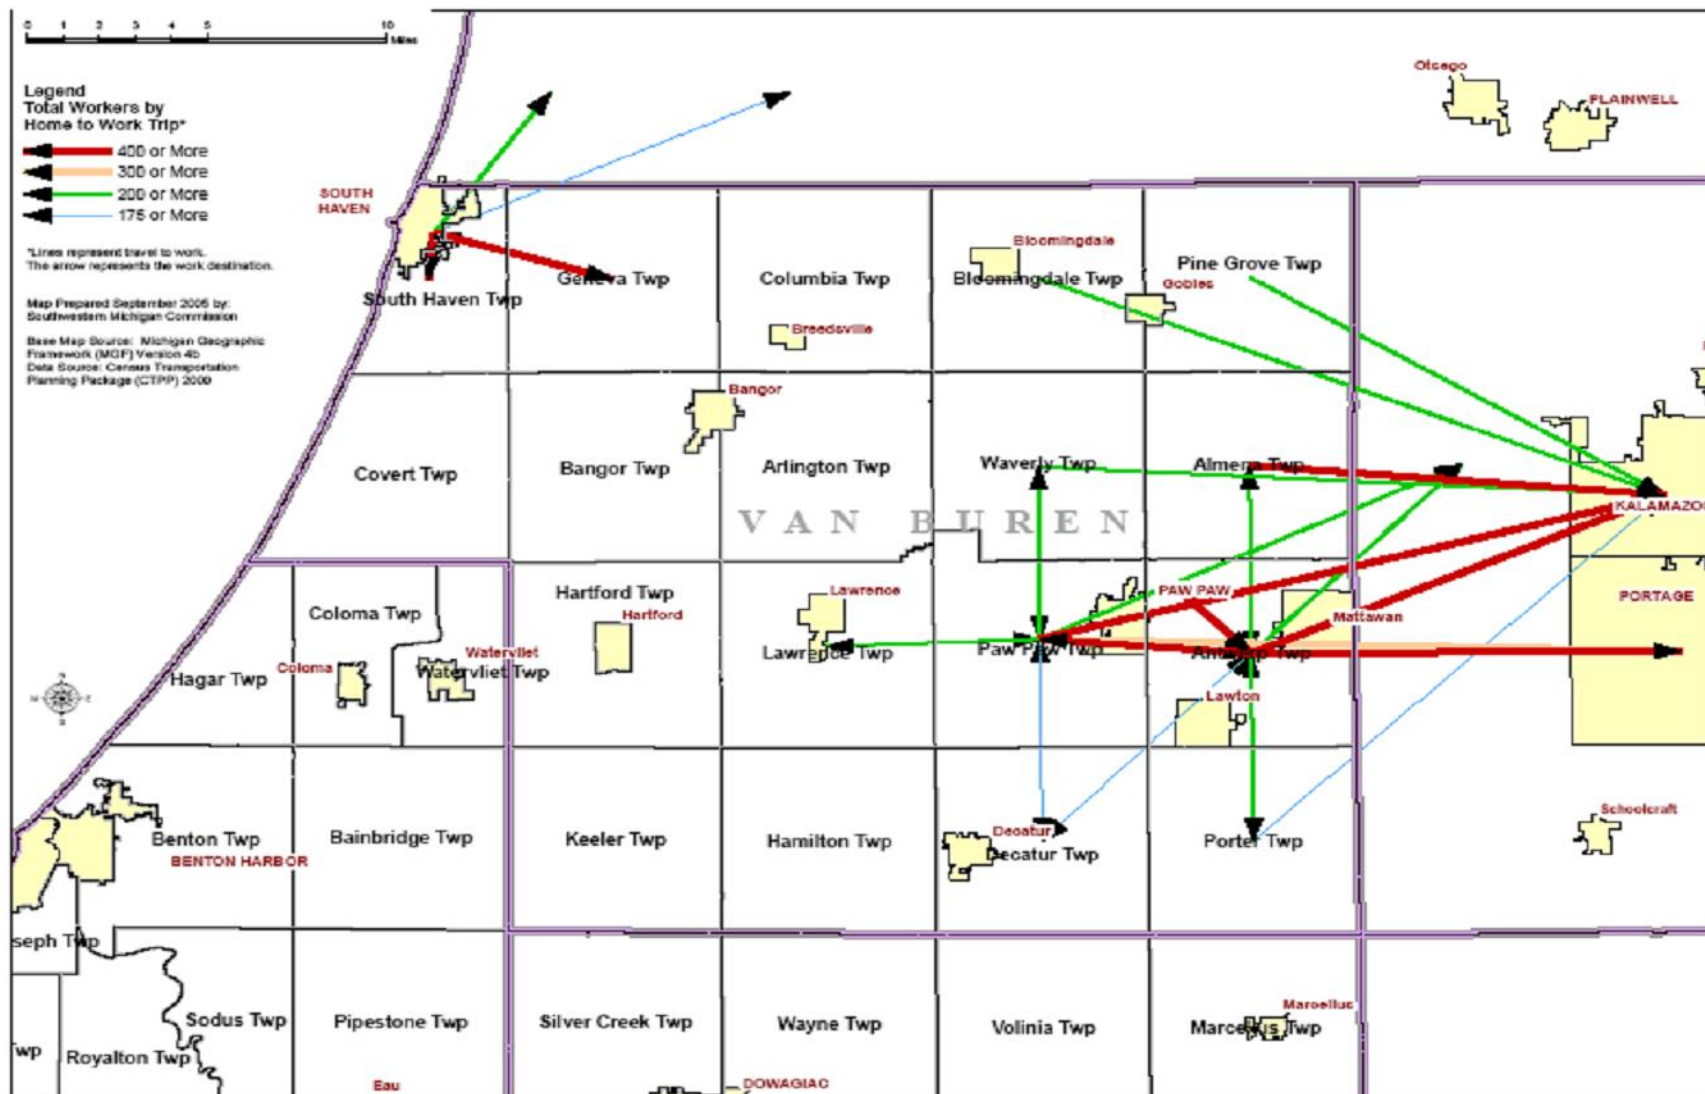 0 1 2 3 4 5 10
Miles
Legend
Total Workers by
Home to Work Trip*
400 or More
300 or More
200 or More
175 or More
*Lines represent travel to work.
The arrow represents the work destination.
Map Prepared September 2005 by:
Southwestern Michigan Commission
Base Map Source: Michigan Geographic
Framework (MGF) Version 4b
Data Source: Census Transportation
Planning Package (CTPP) 2000
Otsego
PLAINWELL
SOUTH
HAVEN
South Haven Twp
Geneva Twp
Columbia Twp
Bloomingdale
Bloomingdale Twp
Pine Grove Twp
Gobles
Breedsville
Bangor
Covert Twp
Bangor Twp
Arlington Twp
Waverly Twp
Almena Twp
VAN BUREN
KALAMAZOO
Hartford Twp
Hartford
Lawrence
Lawrence Twp
PAW PAW
Paw Paw Twp
Mattawan
Antwerp Twp
PORTAGE
Coloma Twp
Coloma
Watervliet
Watervliet Twp
Hagar Twp
Lawton
N
W E
S
Benton Twp
BENTON HARBOR
Bainbridge Twp
Keeler Twp
Hamilton Twp
Decatur
Decatur Twp
Porter Twp
Schoolcraft
seph Twp
Sodus Twp
Pipestone Twp
Silver Creek Twp
Wayne Twp
Volinia Twp
Marcellus
Marcellus Twp
wp
Royalton Twp
Eau
DOWAGIAC